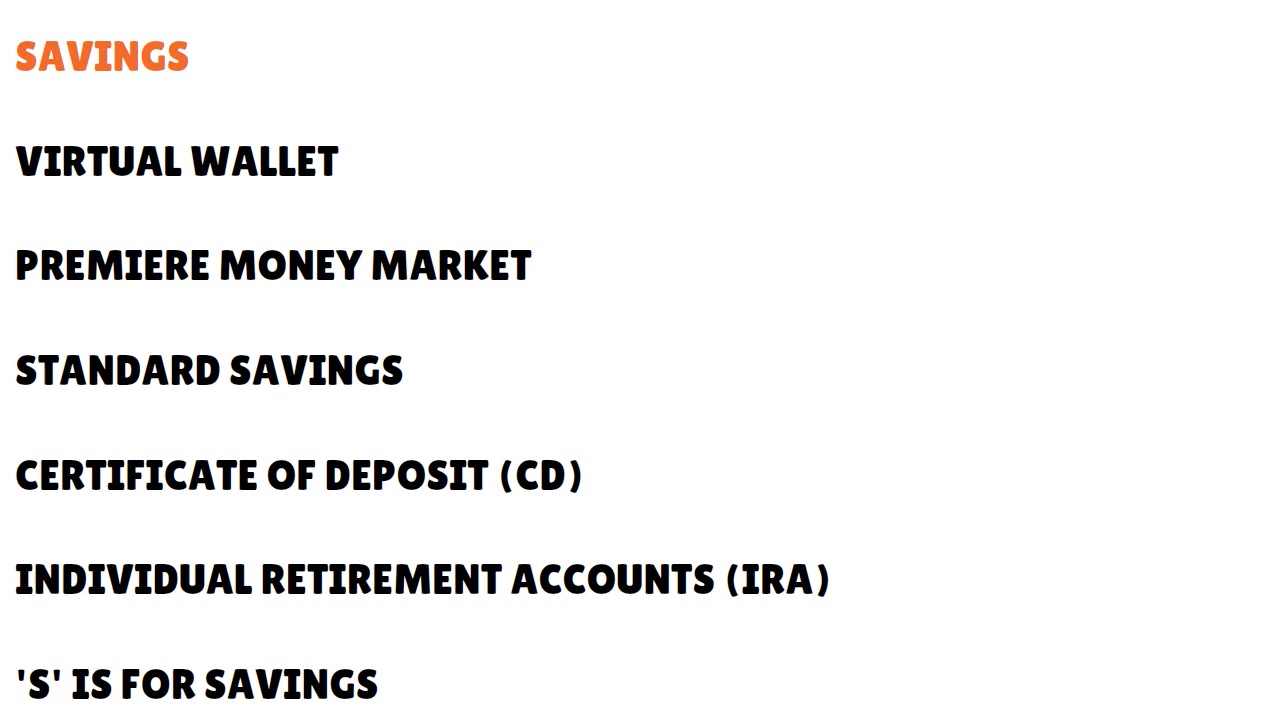 SAVINGS
VIRTUAL WALLET
PREMIERE MONEY MARKET
STANDARD SAVINGS
CERTIFICATE OF DEPOSIT (CD)
INDIVIDUAL RETIREMENT ACCOUNTS (IRA)
'S' IS FOR SAVINGS